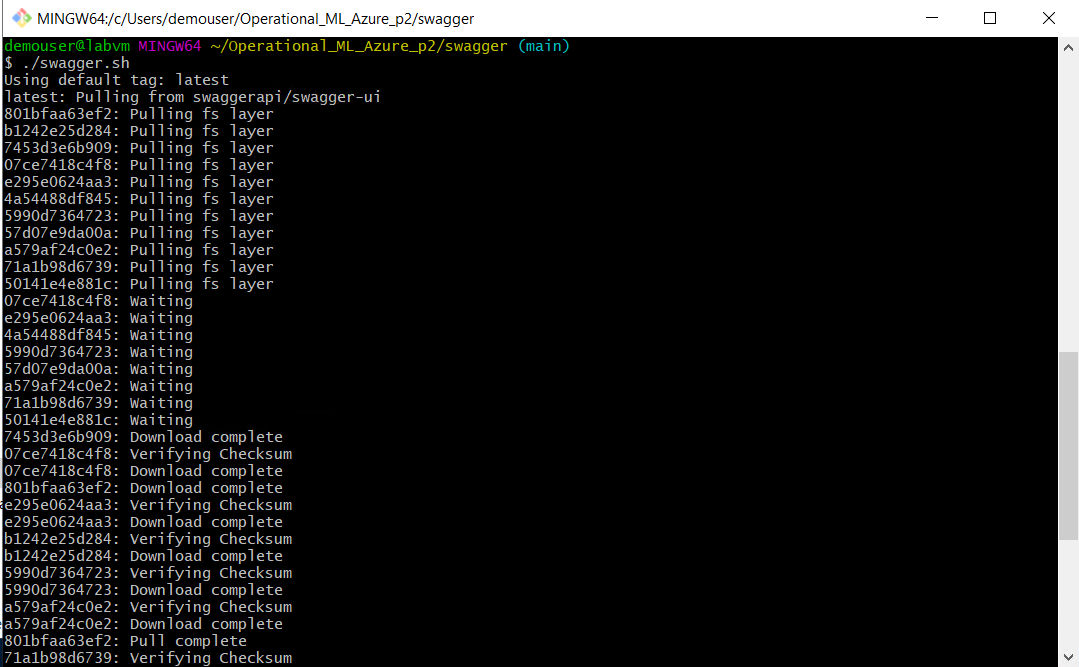 MINGW64:/c/Users/demouser/Operational_ML_Azure_p2/swagger
demouser@labvm MINGW64 ~/Operational_ML_Azure_p2/swagger (main)
$ ./swagger.sh
Using default tag: latest
latest: Pulling from swaggerapi/swagger-ui
801bfaa63ef2: Pulling fs layer
b1242e25d284: Pulling fs layer
7453d3e6b909: Pulling fs layer
07ce7418c4f8: Pulling fs layer
e295e0624aa3: Pulling fs layer
4a54488df845: Pulling fs layer
5990d7364723: Pulling fs layer
57d07e9da00a: Pulling fs layer
a579af24c0e2: Pulling fs layer
71a1b98d6739: Pulling fs layer
50141e4e881c: Pulling fs layer
07ce7418c4f8: Waiting
e295e0624aa3: Waiting
4a54488df845: Waiting
5990d7364723: Waiting
57d07e9da00a: Waiting
a579af24c0e2: Waiting
71a1b98d6739: Waiting
50141e4e881c: Waiting
7453d3e6b909: Download complete
07ce7418c4f8: Verifying Checksum
07ce7418c4f8: Download complete
801bfaa63ef2: Download complete
e295e0624aa3: Verifying Checksum
e295e0624aa3: Download complete
b1242e25d284: Verifying Checksum
b1242e25d284: Download complete
5990d7364723: Verifying Checksum
5990d7364723: Download complete
a579af24c0e2: Verifying Checksum
a579af24c0e2: Download complete
801bfaa63ef2: Pull complete
71a1b98d6739: Verifying Checksum